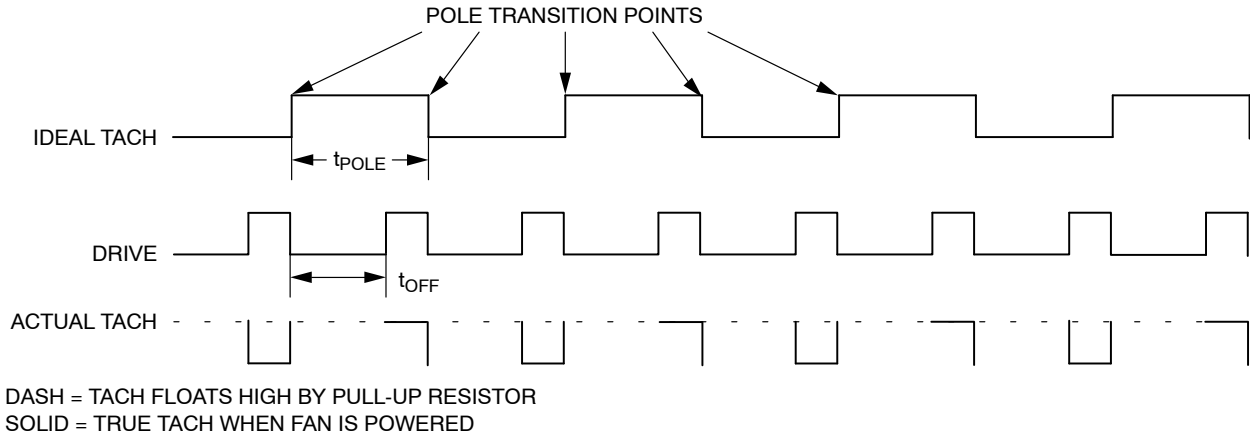 POLE TRANSITION POINTS
IDEAL TACH
tPOLE
DRIVE
tOFF
ACTUAL TACH
DASH = TACH FLOATS HIGH BY PULL-UP RESISTOR
SOLID = TRUE TACH WHEN FAN IS POWERED